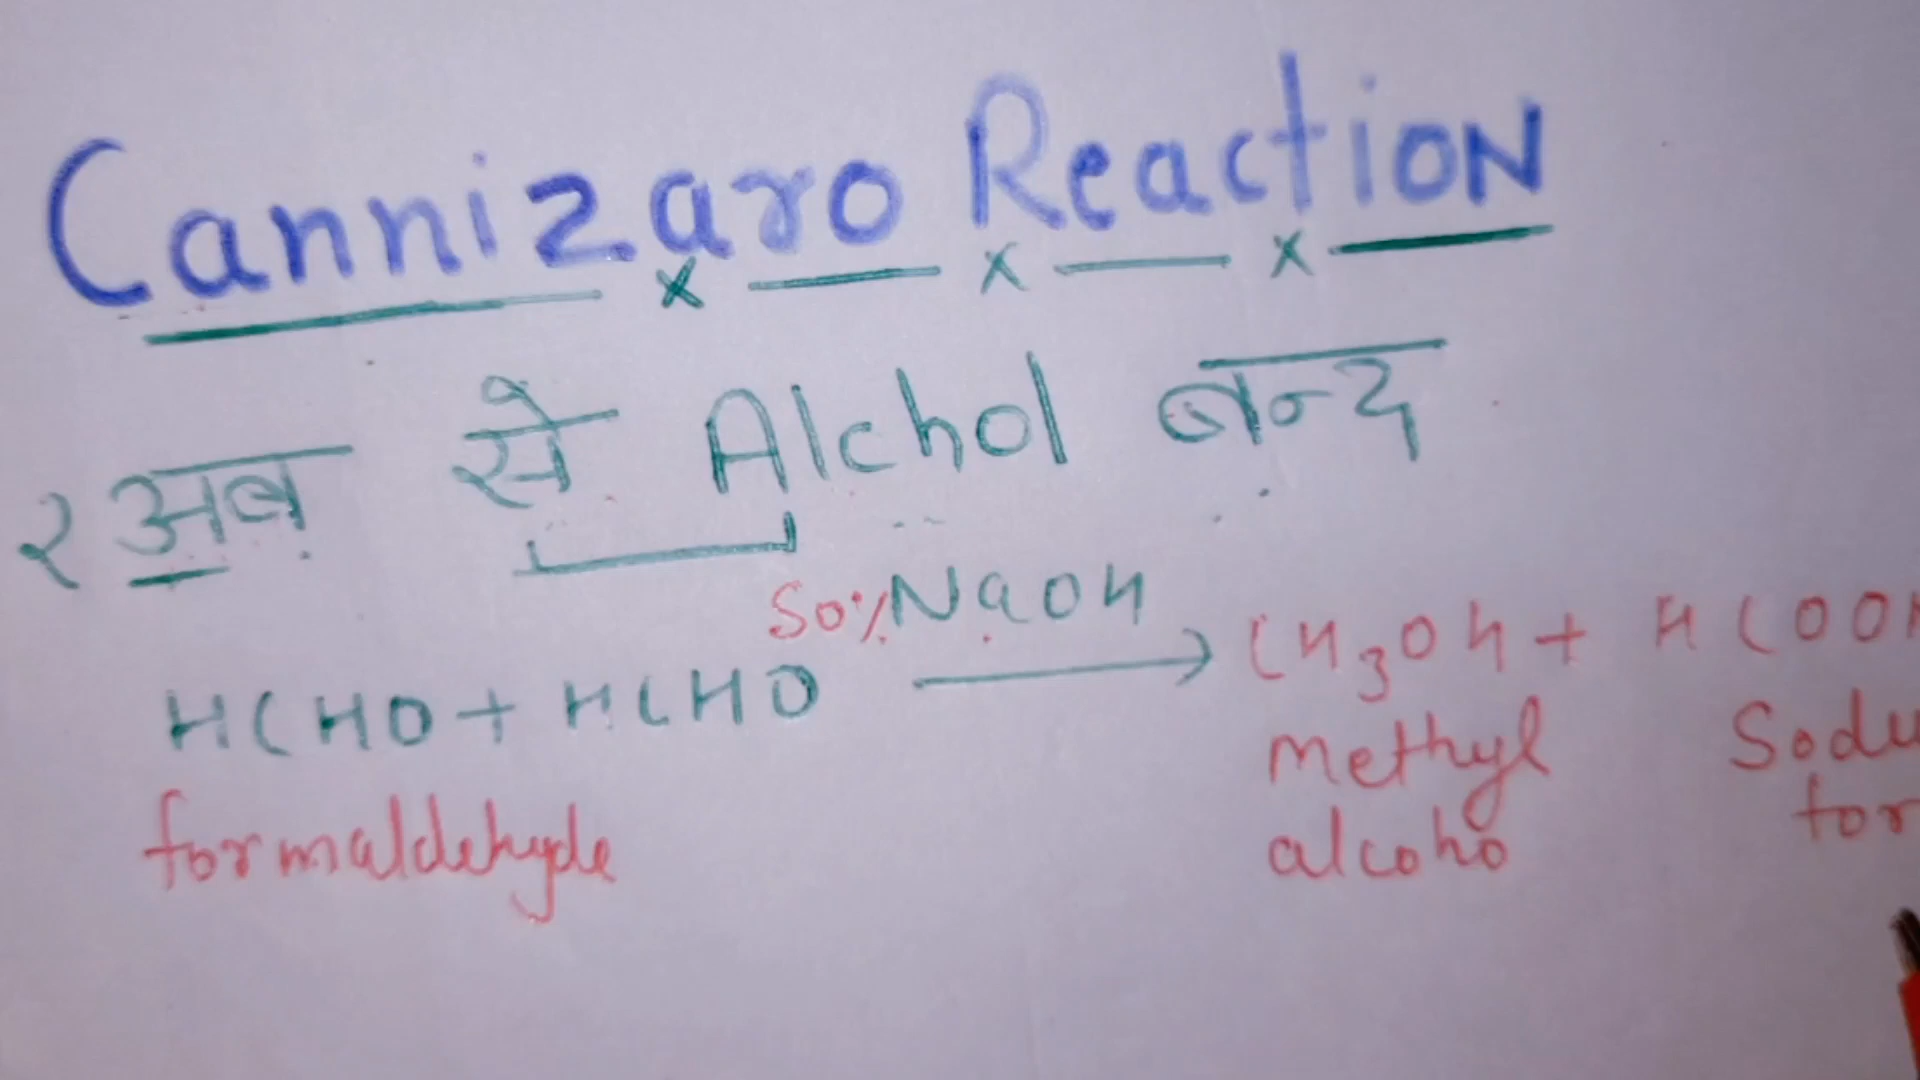 Cannizaro Reaction
२ अब से Alchol बन्द
50% NaOH
HCHO + HCHO → CH3OH + HCOO
formaldehyde methyl Sodu
alcoho for